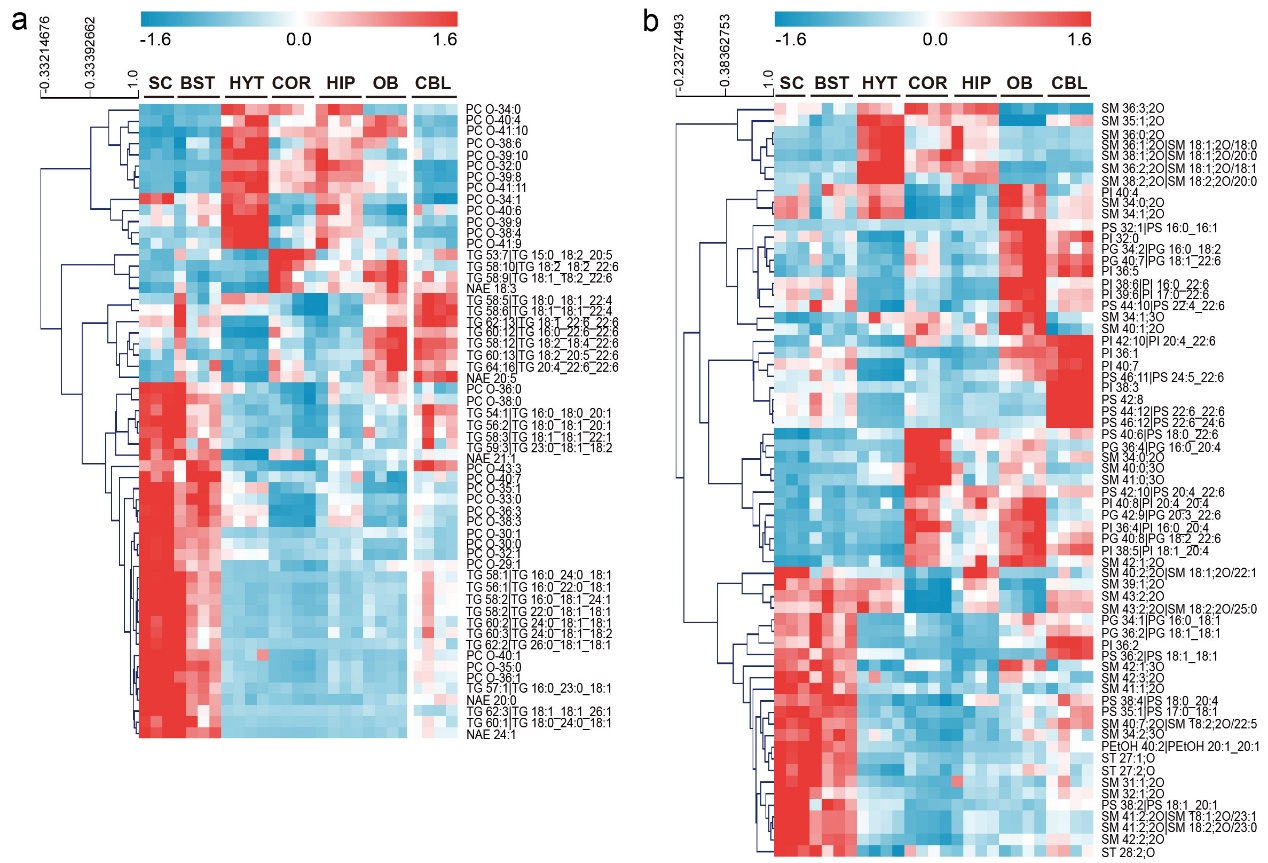 a
-1.6 0.0 1.6
-0.33214676
0.33392662
1.0
SC BST HYT COR HIP OB CBL
PC O-34:0
PC O-40:4
PC O-41:10
PC O-38:6
PC O-39:10
PC O-32:0
PC O-39:8
PC O-41:11
PC O-34:1
PC O-40:6
PC O-39:9
PC O-38:4
PC O-41:9
TG 53:7|TG 15:0_18:2_20:5
TG 58:10|TG 18:2_18:2_22:6
TG 58:9|TG 18:1_18:2_22:6
NAE 18:3
TG 58:5|TG 18:0_18:1_22:4
TG 58:6|TG 18:1_18:1_22:4
TG 62:13|TG 18:1_22:6_22:6
TG 60:12|TG 16:0_22:6_22:6
TG 58:12|TG 18:2_18:4_22:6
TG 60:13|TG 18:2_20:5_22:6
TG 64:16|TG 20:4_22:6_22:6
NAE 20:5
PC O-36:0
PC O-38:0
TG 54:1|TG 16:0_18:0_20:1
TG 56:2|TG 18:0_18:1_20:1
TG 58:3|TG 18:1_18:1_22:1
TG 59:3|TG 23:0_18:1_18:2
NAE 21:1
PC O-43:3
PC O-40:7
PC O-35:1
PC O-33:0
PC O-36:3
PC O-38:3
PC O-30:1
PC O-30:0
PC O-32:1
PC O-29:1
TG 58:1|TG 16:0_24:0_18:1
TG 56:1|TG 16:0_22:0_18:1
TG 58:2|TG 16:0_18:1_24:1
TG 58:2|TG 22:0_18:1_18:1
TG 60:2|TG 24:0_18:1_18:1
TG 60:3|TG 24:0_18:1_18:2
TG 62:2|TG 26:0_18:1_18:1
PC O-40:1
PC O-35:0
PC O-36:1
TG 57:1|TG 16:0_23:0_18:1
NAE 20:0
TG 62:3|TG 18:1_18:1_26:1
TG 60:1|TG 18:0_24:0_18:1
NAE 24:1
b
-1.6 0.0 1.6
-0.23274493
0.38362753
1.0
SC BST HYT COR HIP OB CBL
SM 36:3;2O
SM 35:1;2O
SM 36:0;2O
SM 36:1;2O|SM 18:1;2O/18:0
SM 38:1;2O|SM 18:1;2O/20:0
SM 36:2;2O|SM 18:1;2O/18:1
SM 38:2;2O|SM 18:2;2O/20:0
PI 40:4
SM 34:0;2O
SM 34:1;2O
PS 32:1|PS 16:0_16:1
PI 32:0
PG 34:2|PG 16:0_18:2
PG 40:7|PG 18:1_22:6
PI 36:5
PI 38:6|PI 16:0_22:6
PI 39:6|PI 17:0_22:6
PS 44:10|PS 22:4_22:6
SM 34:1;3O
SM 40:1;2O
PI 42:10|PI 20:4_22:6
PI 36:1
PI 40:7
PS 46:11|PS 24:5_22:6
PI 38:3
PS 42:8
PS 44:12|PS 22:6_22:6
PS 46:12|PS 22:6_24:6
PS 40:6|PS 18:0_22:6
PG 36:4|PG 16:0_20:4
SM 34:0;2O
SM 40:0;3O
SM 41:0;3O
PS 42:10|PS 20:4_22:6
PI 40:8|PI 20:4_20:4
PG 42:9|PG 20:3_22:6
PI 36:4|PI 16:0_20:4
PG 40:8|PG 18:2_22:6
PI 38:5|PI 18:1_20:4
SM 42:1;2O
SM 40:2;2O|SM 18:1;2O/22:1
SM 39:1;2O
SM 43:2;2O
SM 43:2;2O|SM 18:2;2O/25:0
PG 34:1|PG 16:0_18:1
PG 36:2|PG 18:1_18:1
PI 36:2
PS 36:2|PS 18:1_18:1
SM 42:1;3O
SM 42:3;2O
SM 41:1;2O
PS 38:4|PS 18:0_20:4
PS 35:1|PS 17:0_18:1
SM 40:7;2O|SM 18:2;2O/22:5
SM 34:2;3O
PEtOH 40:2|PEtOH 20:1_20:1
ST 27:1;O
ST 27:2;O
SM 31:1;2O
SM 32:1;2O
PS 38:2|PS 18:1_20:1
SM 41:2;2O|SM 18:1;2O/23:1
SM 41:2;2O|SM 18:2;2O/23:0
SM 42:2;2O
ST 28:2;O